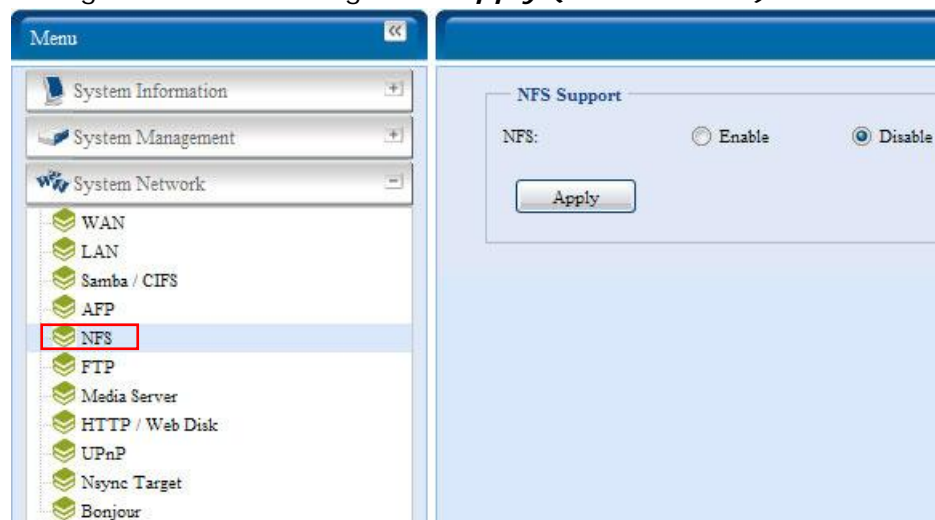 Menu
System Information
System Management
System Network
WAN
LAN
Samba / CIFS
AFP
NFS
FTP
Media Server
HTTP / Web Disk
UPnP
Nsync Target
Bonjour
NFS Support
NFS: Enable Disable
Apply